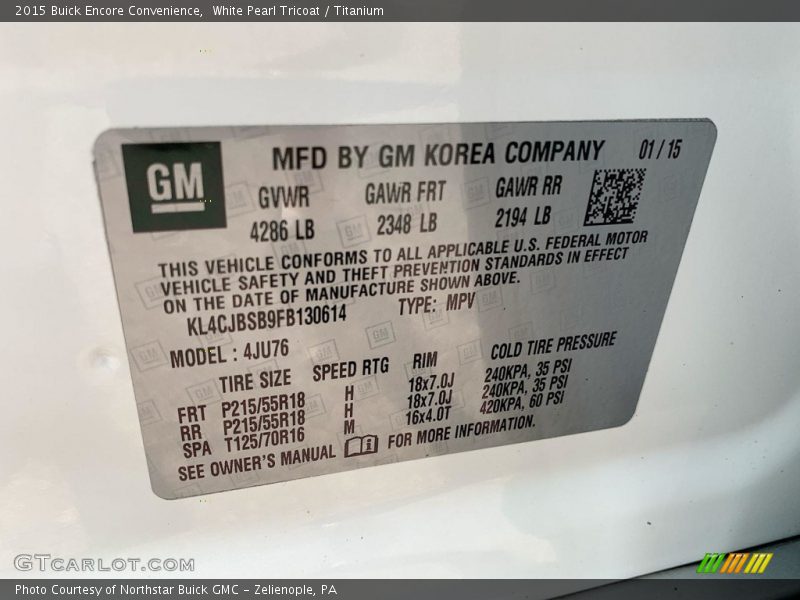 2015 Buick Encore Convenience,  White Pearl Tricoat / Titanium
GM
MFD BY GM KOREA COMPANY 01/15
GVWR GAWR FRT GAWR RR
4286 LB 2348 LB 2194 LB
THIS VEHICLE CONFORMS TO ALL APPLICABLE U.S. FEDERAL MOTOR
VEHICLE SAFETY AND THEFT PREVENTION STANDARDS IN EFFECT
ON THE DATE OF MANUFACTURE SHOWN ABOVE.
KL4CJBSB9FB130614 TYPE: MPV
MODEL : 4JU76
TIRE SIZE SPEED RTG RIM COLD TIRE PRESSURE
FRT P215/55R18 H 18x7.0J 240KPA, 35 PSI
RR P215/55R18 H 18x7.0J 240KPA, 35 PSI
SPA T125/70R16 M 16x4.0T 420KPA, 60 PSI
SEE OWNER'S MANUAL FOR MORE INFORMATION.
GTCARLOT.COM
Photo Courtesy of Northstar Buick GMC - Zelienople, PA